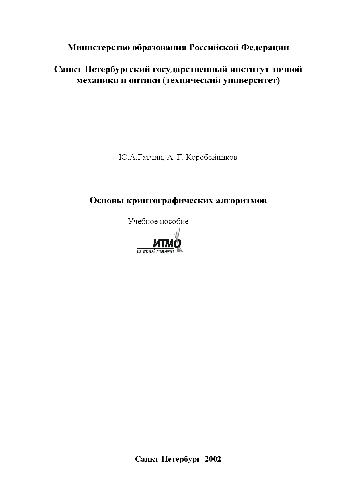 Министерство образования Российской Федерации
Санкт Петербургский государственный институт точной
механики и оптики (технический университет)
Ю.А.Гатчин, А. Г. Коробейников
Основы криптографических алгоритмов
Учебное пособие
ИТМО
Санкт Петербург 2002